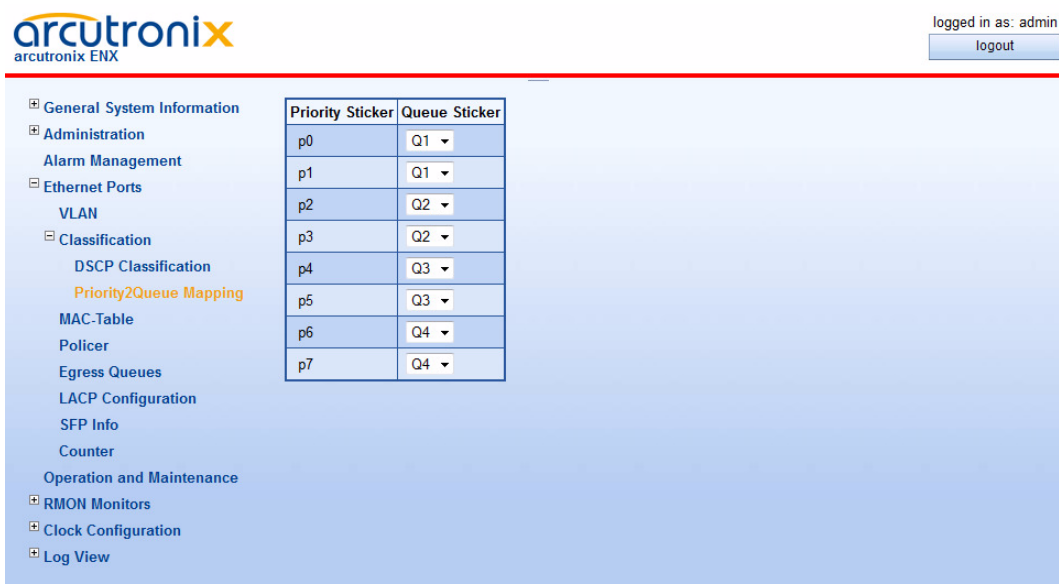 arcutronix
arcutronix ENX
logged in as: admin
logout
General System Information
Administration
Alarm Management
Ethernet Ports
VLAN
Classification
DSCP Classification
Priority2Queue Mapping
MAC-Table
Policer
Egress Queues
LACP Configuration
SFP Info
Counter
Operation and Maintenance
RMON Monitors
Clock Configuration
Log View
Priority Sticker Queue Sticker
p0 Q1
p1 Q1
p2 Q2
p3 Q2
p4 Q3
p5 Q3
p6 Q4
p7 Q4